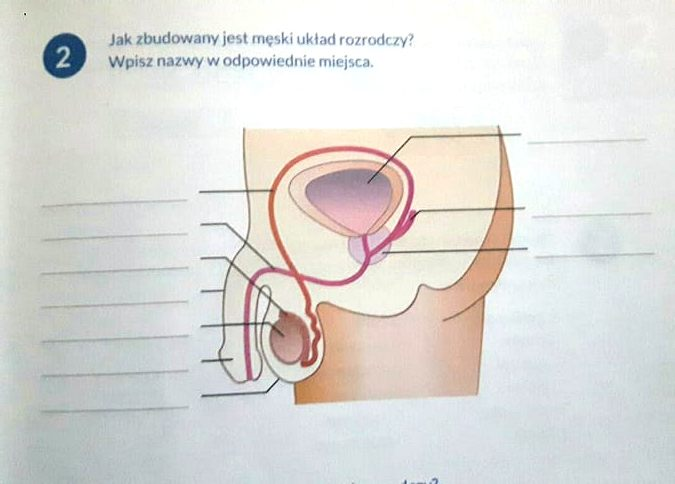 2
Jak zbudowany jest męski układ rozrodczy?
Wpisz nazwy w odpowiednie miejsca.